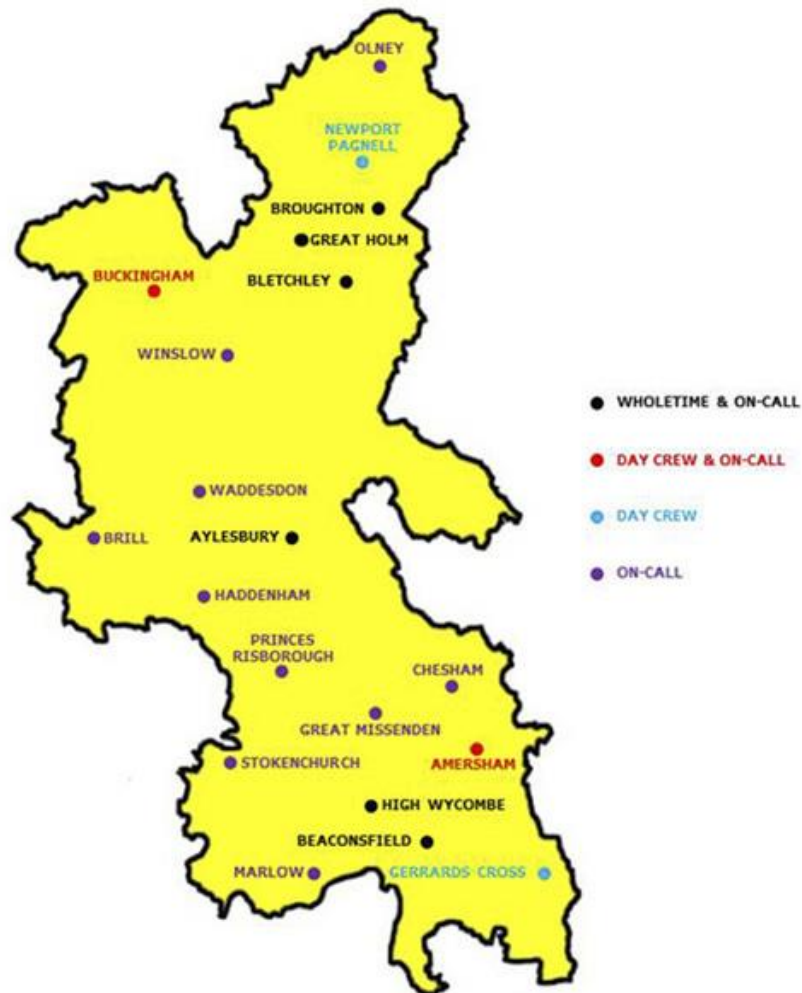 OLNEY
NEWPORT
PAGNELL
BROUGHTON
GREAT HOLM
BUCKINGHAM
BLETCHLEY
WINSLOW
WHOLETIME & ON-CALL
DAY CREW & ON-CALL
WADDESDON
DAY CREW
BRILL
AYLESBURY
ON-CALL
HADDENHAM
PRINCES
RISBOROUGH
CHESHAM
GREAT MISSENDEN
STOKENCHURCH
AMERSHAM
HIGH WYCOMBE
BEACONSFIELD
MARLOW
GERRARDS CROSS